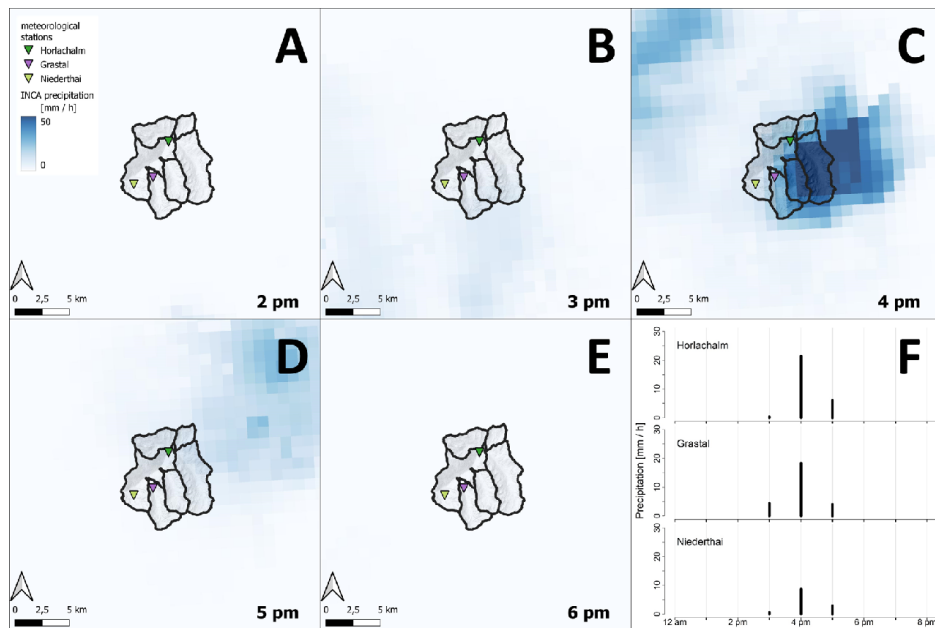 meteorological
stations
Horlachalm
Grastal
Niederthai
INCA precipitation
[mm / h]
50
0
A
0 2,5 5 km
2 pm
B
0 2,5 5 km
3 pm
C
0 2,5 5 km
4 pm
D
0 2,5 5 km
5 pm
E
0 2,5 5 km
6 pm
F
Precipitation [mm / h]
Horlachalm
30
20
10
0
Grastal
30
20
10
0
Niederthai
30
20
10
0
12 am 2 pm 4 pm 6 pm 8 pm